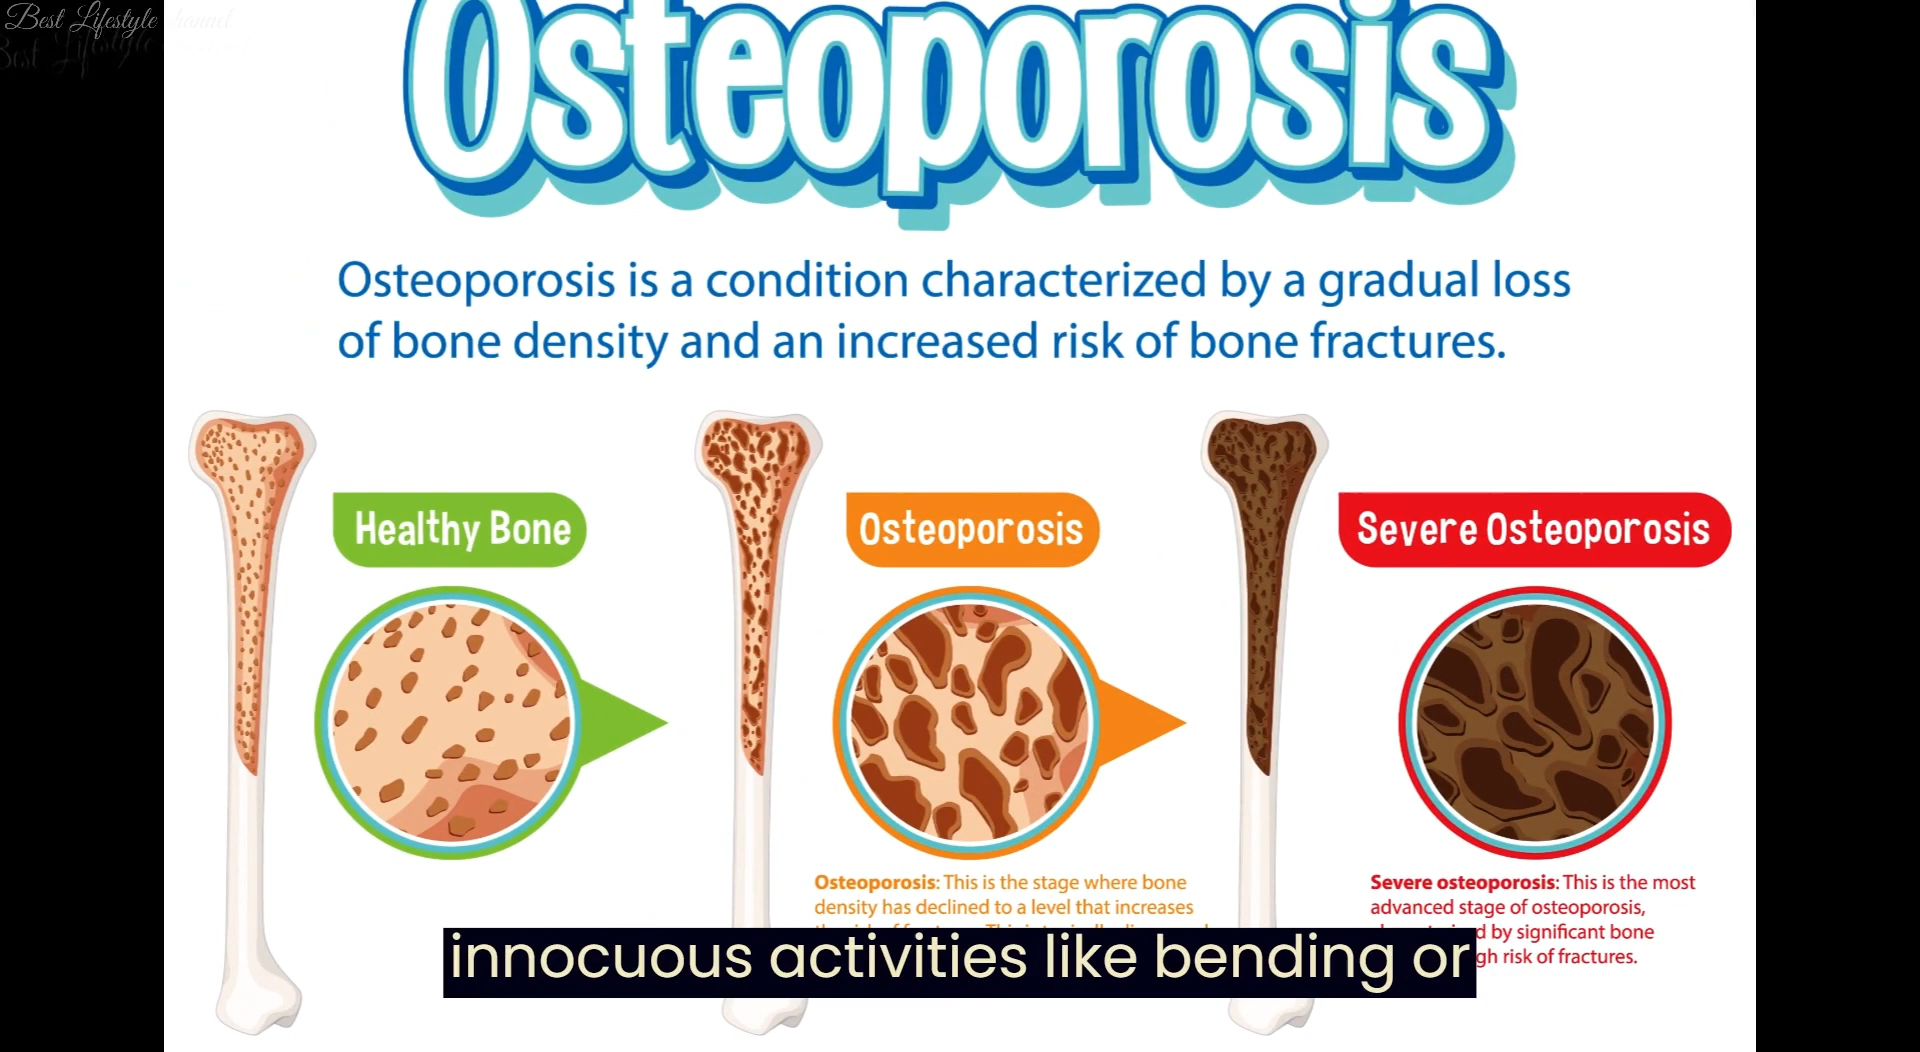 Best Lifestyle channel
Best Lifestyle
Osteoporosis
Osteoporosis is a condition characterized by a gradual loss
of bone density and an increased risk of bone fractures.
Healthy Bone
Osteoporosis
Severe Osteoporosis
Osteoporosis: This is the stage where bone
density has declined to a level that increases
Severe osteoporosis: This is the most
advanced stage of osteoporosis,
by significant bone
risk of fractures.
innocuous activities like bending or